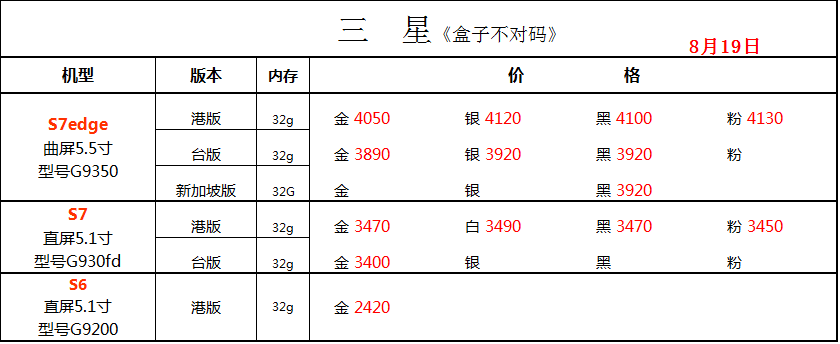 三 星《盒子不对码》
8月19日
机型 版本 内存 价 格
S7edge
曲屏5.5寸
型号G9350
港版 32g 金 4050 银 4120 黑 4100 粉 4130
台版 32g 金 3890 银 3920 黑 3920 粉
新加坡版 32G 金 银 黑 3920
S7
直屏5.1寸
型号G930fd
港版 32g 金 3470 白 3490 黑 3470 粉 3450
台版 32g 金 3400 银 黑 粉
S6
直屏5.1寸
型号G9200
港版 32g 金 2420